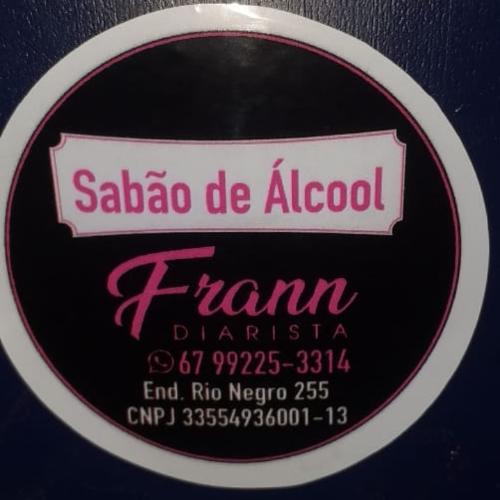 Sabão de Álcool
Frann
DIARISTA
67 99225-3314
End. Rio Negro 255
CNPJ 33554936001-13